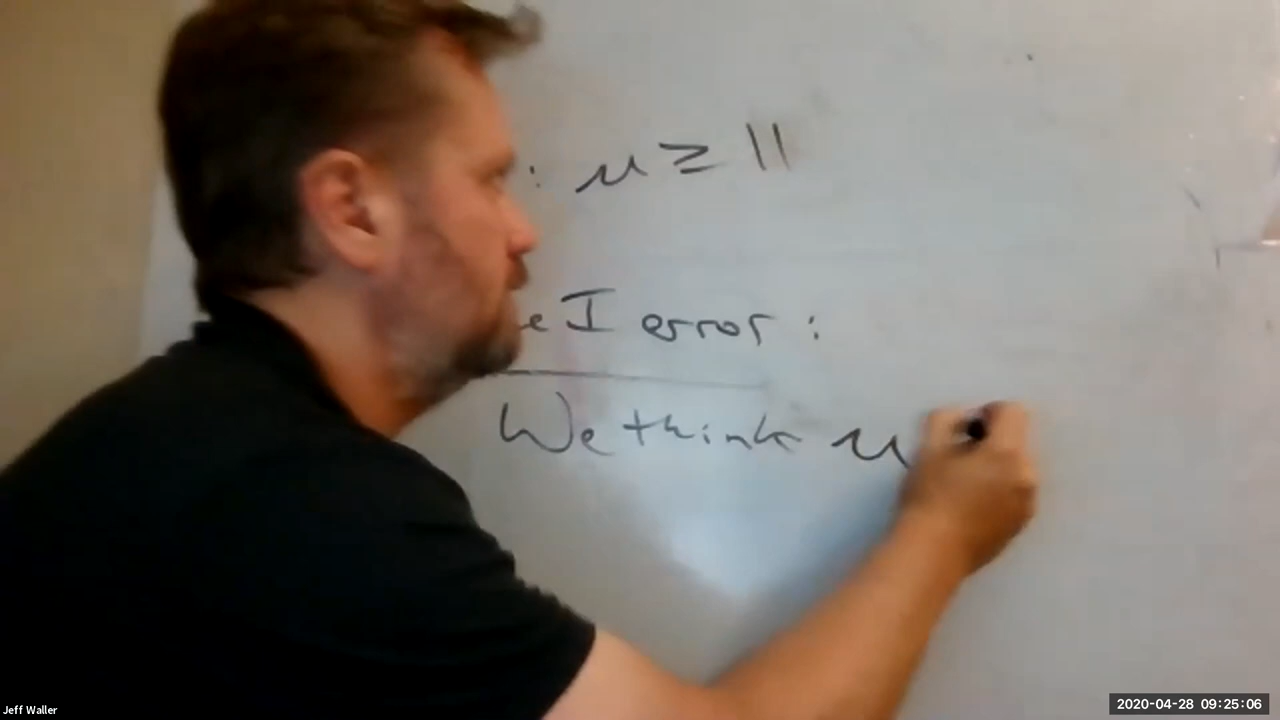 : μ ≥ 11
e I error :
We think μ
Jeff Waller
2020-04-28 09:25:06